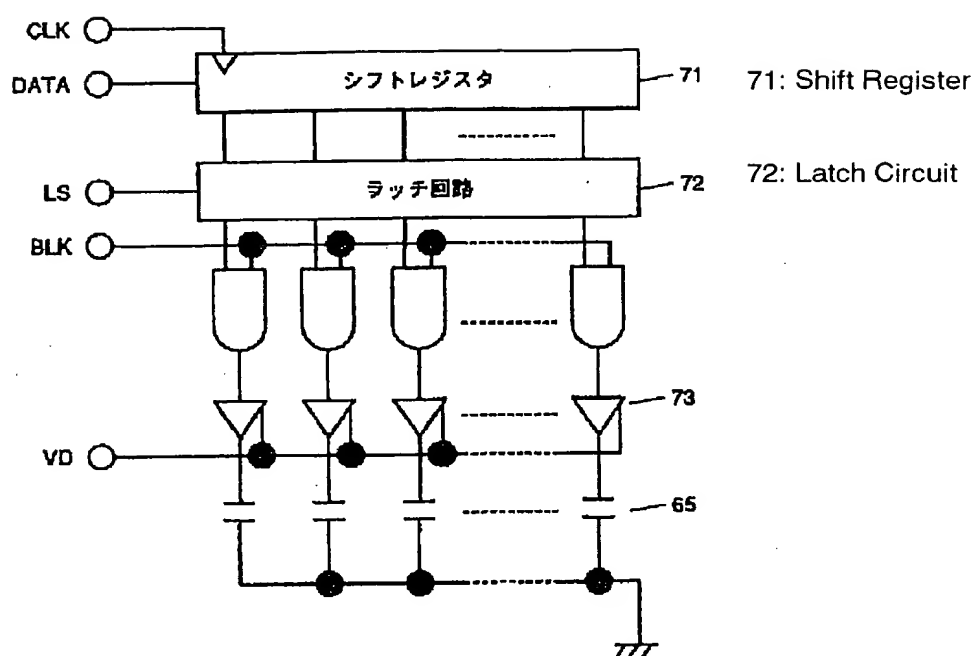 CLK
DATA
シフトレジスタ
71
71: Shift Register
LS
ラッチ回路
72
72: Latch Circuit
BLK
73
VD
65